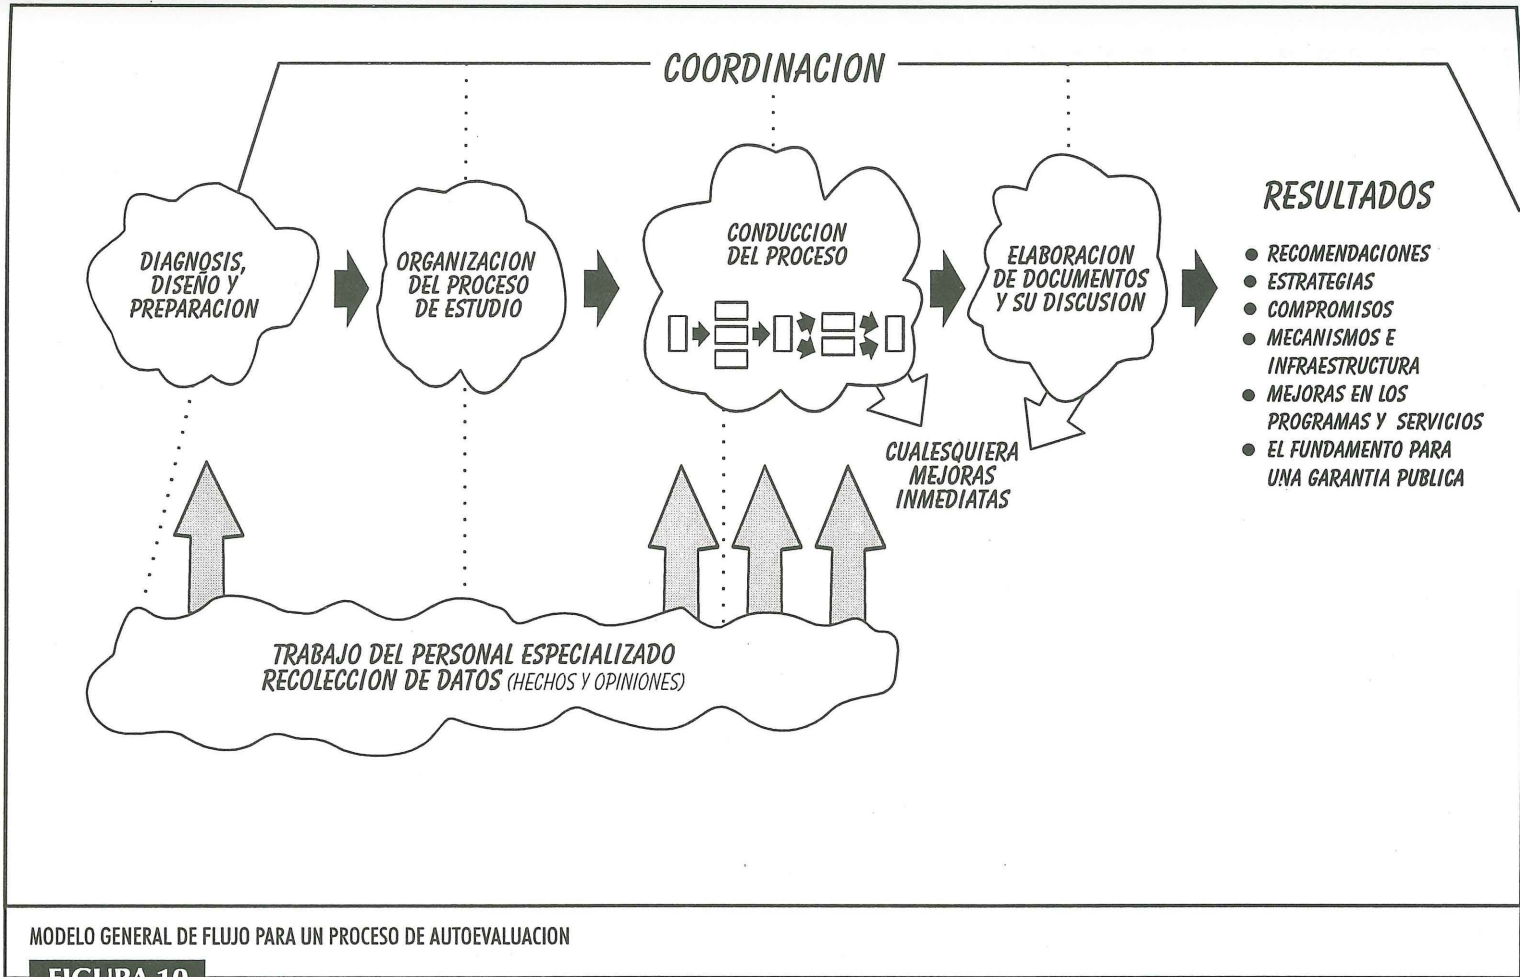 COORDINACION
DIAGNOSIS,
DISEÑO Y
PREPARACION
ORGANIZACION
DEL PROCESO
DE ESTUDIO
CONDUCCION
DEL PROCESO
ELABORACION
DE DOCUMENTOS
Y SU DISCUSION
RESULTADOS
● RECOMENDACIONES
● ESTRATEGIAS
● COMPROMISOS
● MECANISMOS E
INFRAESTRUCTURA
● MEJORAS EN LOS
PROGRAMAS Y SERVICIOS
● EL FUNDAMENTO PARA
UNA GARANTIA PUBLICA
CUALESQUIERA
MEJORAS
INMEDIATAS
TRABAJO DEL PERSONAL ESPECIALIZADO
RECOLECCION DE DATOS (HECHOS Y OPINIONES)
MODELO GENERAL DE FLUJO PARA UN PROCESO DE AUTOEVALUACION
FIGURA 10